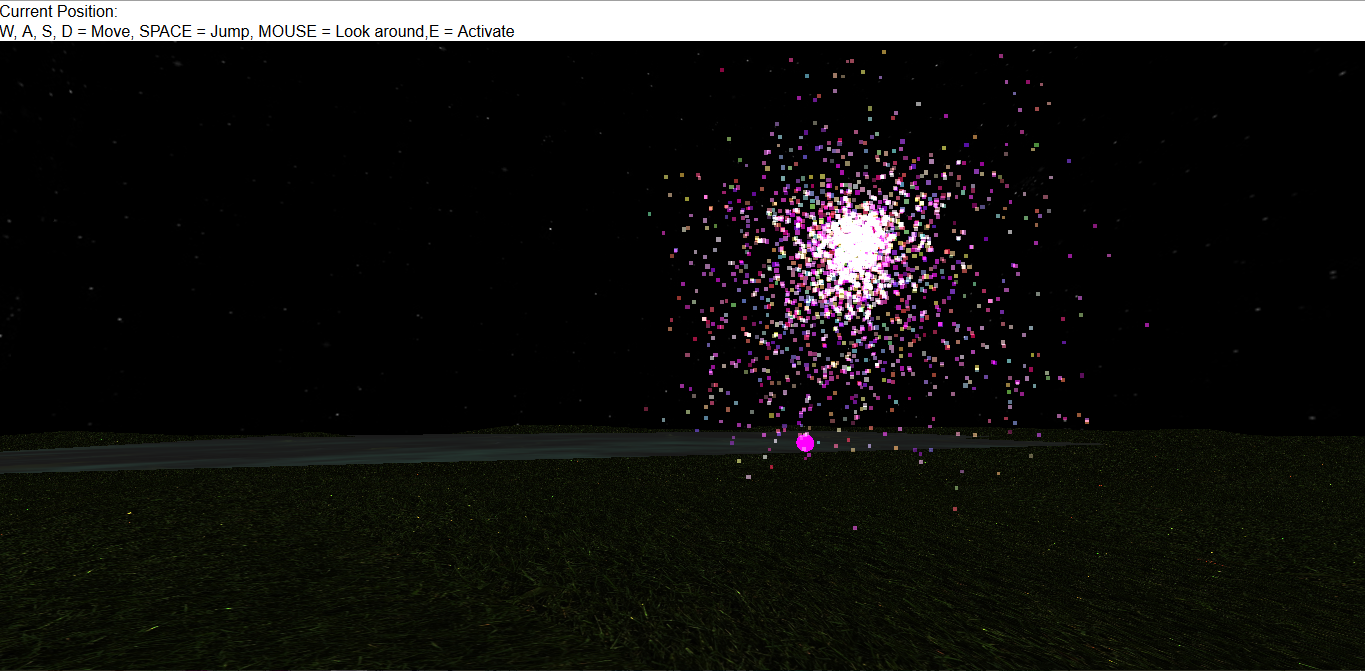 Current Position:
W, A, S, D = Move, SPACE = Jump, MOUSE = Look around,E = Activate